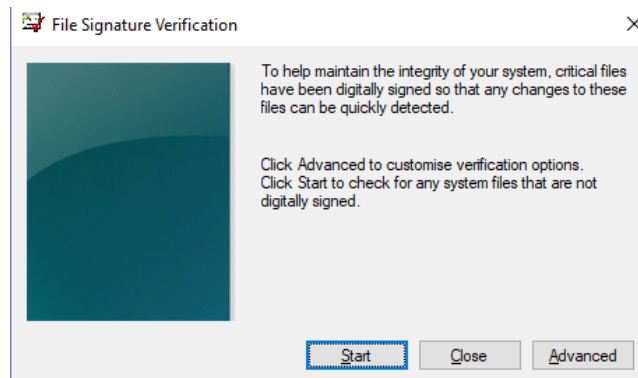 File Signature Verification
To help maintain the integrity of your system, critical files
have been digitally signed so that any changes to these
files can be quickly detected.
Click Advanced to customise verification options.
Click Start to check for any system files that are not
digitally signed.
Start Close Advanced